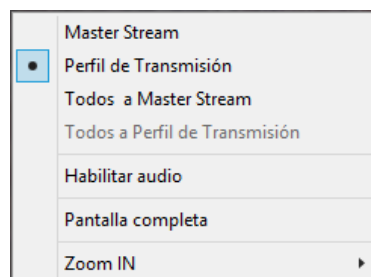 Master Stream
Perfil de Transmisión
Todos  a Master Stream
Todos a Perfil de Transmisión
Habilitar audio
Pantalla completa
Zoom IN